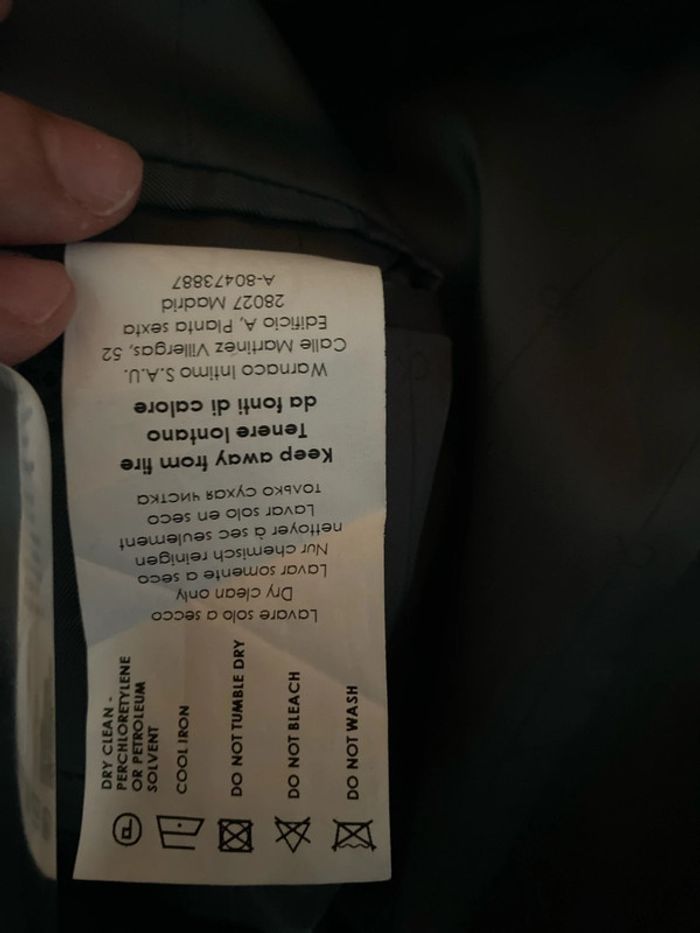 DO NOT WASH
DO NOT BLEACH
DO NOT TUMBLE DRY
COOL IRON
DRY CLEAN -
PERCHLORETYLENE
OR PETROLEUM
SOLVENT
P
Lavare solo a secco
Dry clean only
Lavar somente a seco
Nur chemisch reinigen
nettoyer à sec seulement
Lavar solo en seco
только сухая чистка
Keep away from fire
Tenere lontano
da fonti di calore
Warnaco Intimo S.A.U.
Calle Martinez Villergas, 52
Edificio A, Planta sexta
28027 Madrid
A-80473887